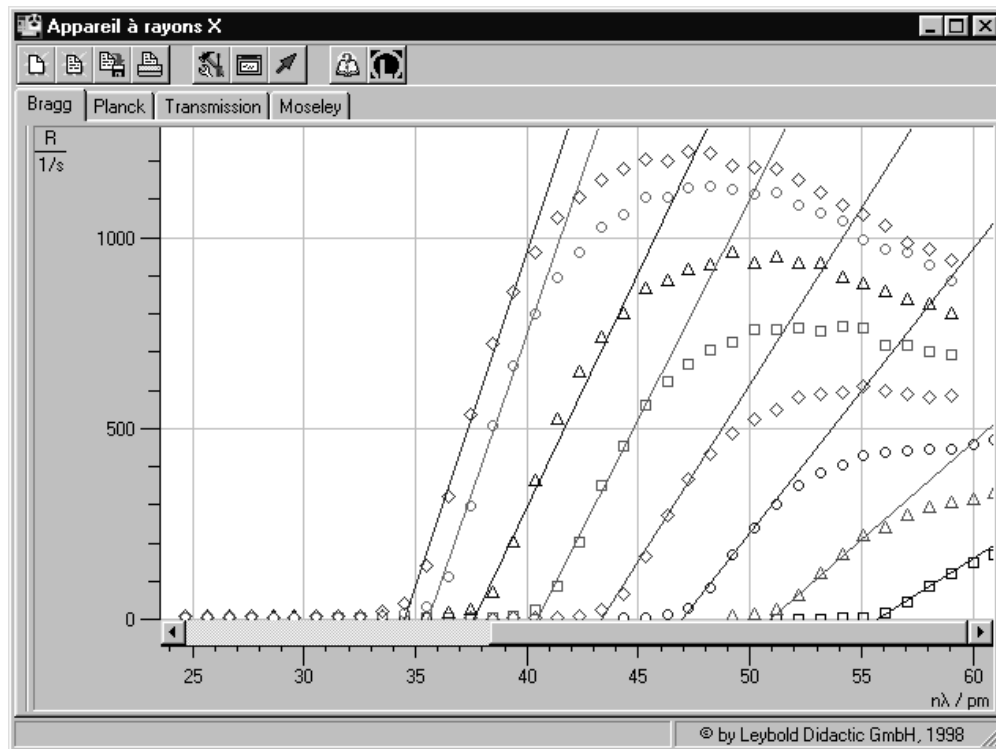 Appareil à rayons X
Bragg Planck Transmission Moseley
R
1/s
1000
500
0
25 30 35 40 45 50 55 60
nλ / pm
© by Leybold Didactic GmbH, 1998